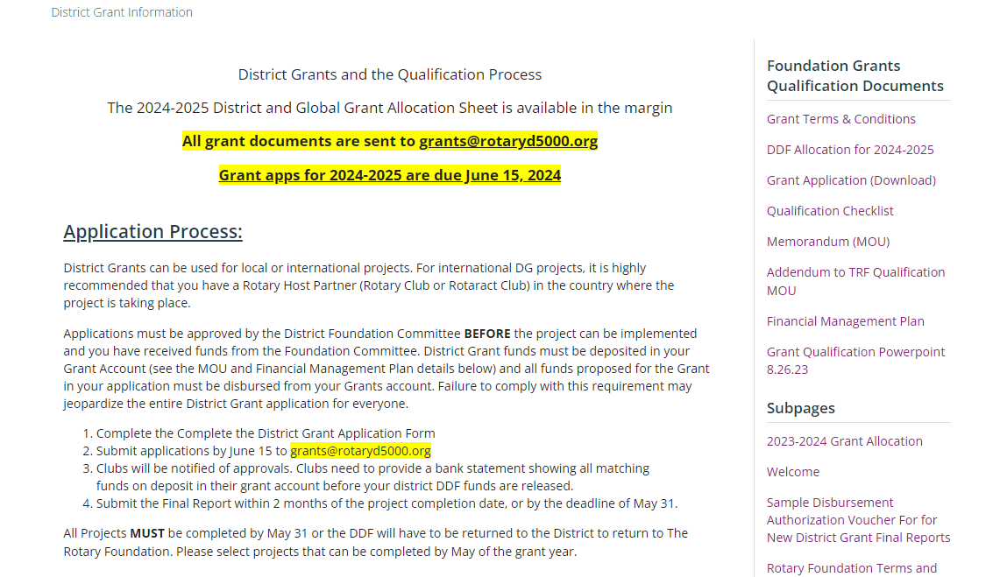 District Grant Information
District Grants and the Qualification Process
The 2024-2025 District and Global Grant Allocation Sheet is available in the margin
All grant documents are sent to grants@rotaryd5000.org
Grant apps for 2024-2025 are due June 15, 2024
Application Process:
District Grants can be used for local or international projects. For international DG projects, it is highly
recommended that you have a Rotary Host Partner (Rotary Club or Rotaract Club) in the country where the
project is taking place.
Applications must be approved by the District Foundation Committee BEFORE the project can be implemented
and you have received funds from the Foundation Committee. District Grant funds must be deposited in your
Grant Account (see the MOU and Financial Management Plan details below) and all funds proposed for the Grant
in your application must be disbursed from your Grants account. Failure to comply with this requirement may
jeopardize the entire District Grant application for everyone.
1. Complete the Complete the District Grant Application Form
2. Submit applications by June 15 to grants@rotaryd5000.org
3. Clubs will be notified of approvals. Clubs need to provide a bank statement showing all matching
funds on deposit in their grant account before your district DDF funds are released.
4. Submit the Final Report within 2 months of the project completion date, or by the deadline of May 31.
All Projects MUST be completed by May 31 or the DDF will have to be returned to the District to return to The
Rotary Foundation. Please select projects that can be completed by May of the grant year.
Foundation Grants
Qualification Documents
Grant Terms & Conditions
DDF Allocation for 2024-2025
Grant Application (Download)
Qualification Checklist
Memorandum (MOU)
Addendum to TRF Qualification
MOU
Financial Management Plan
Grant Qualification Powerpoint
8.26.23
Subpages
2023-2024 Grant Allocation
Welcome
Sample Disbursement
Authorization Voucher For for
New District Grant Final Reports
Rotary Foundation Terms and